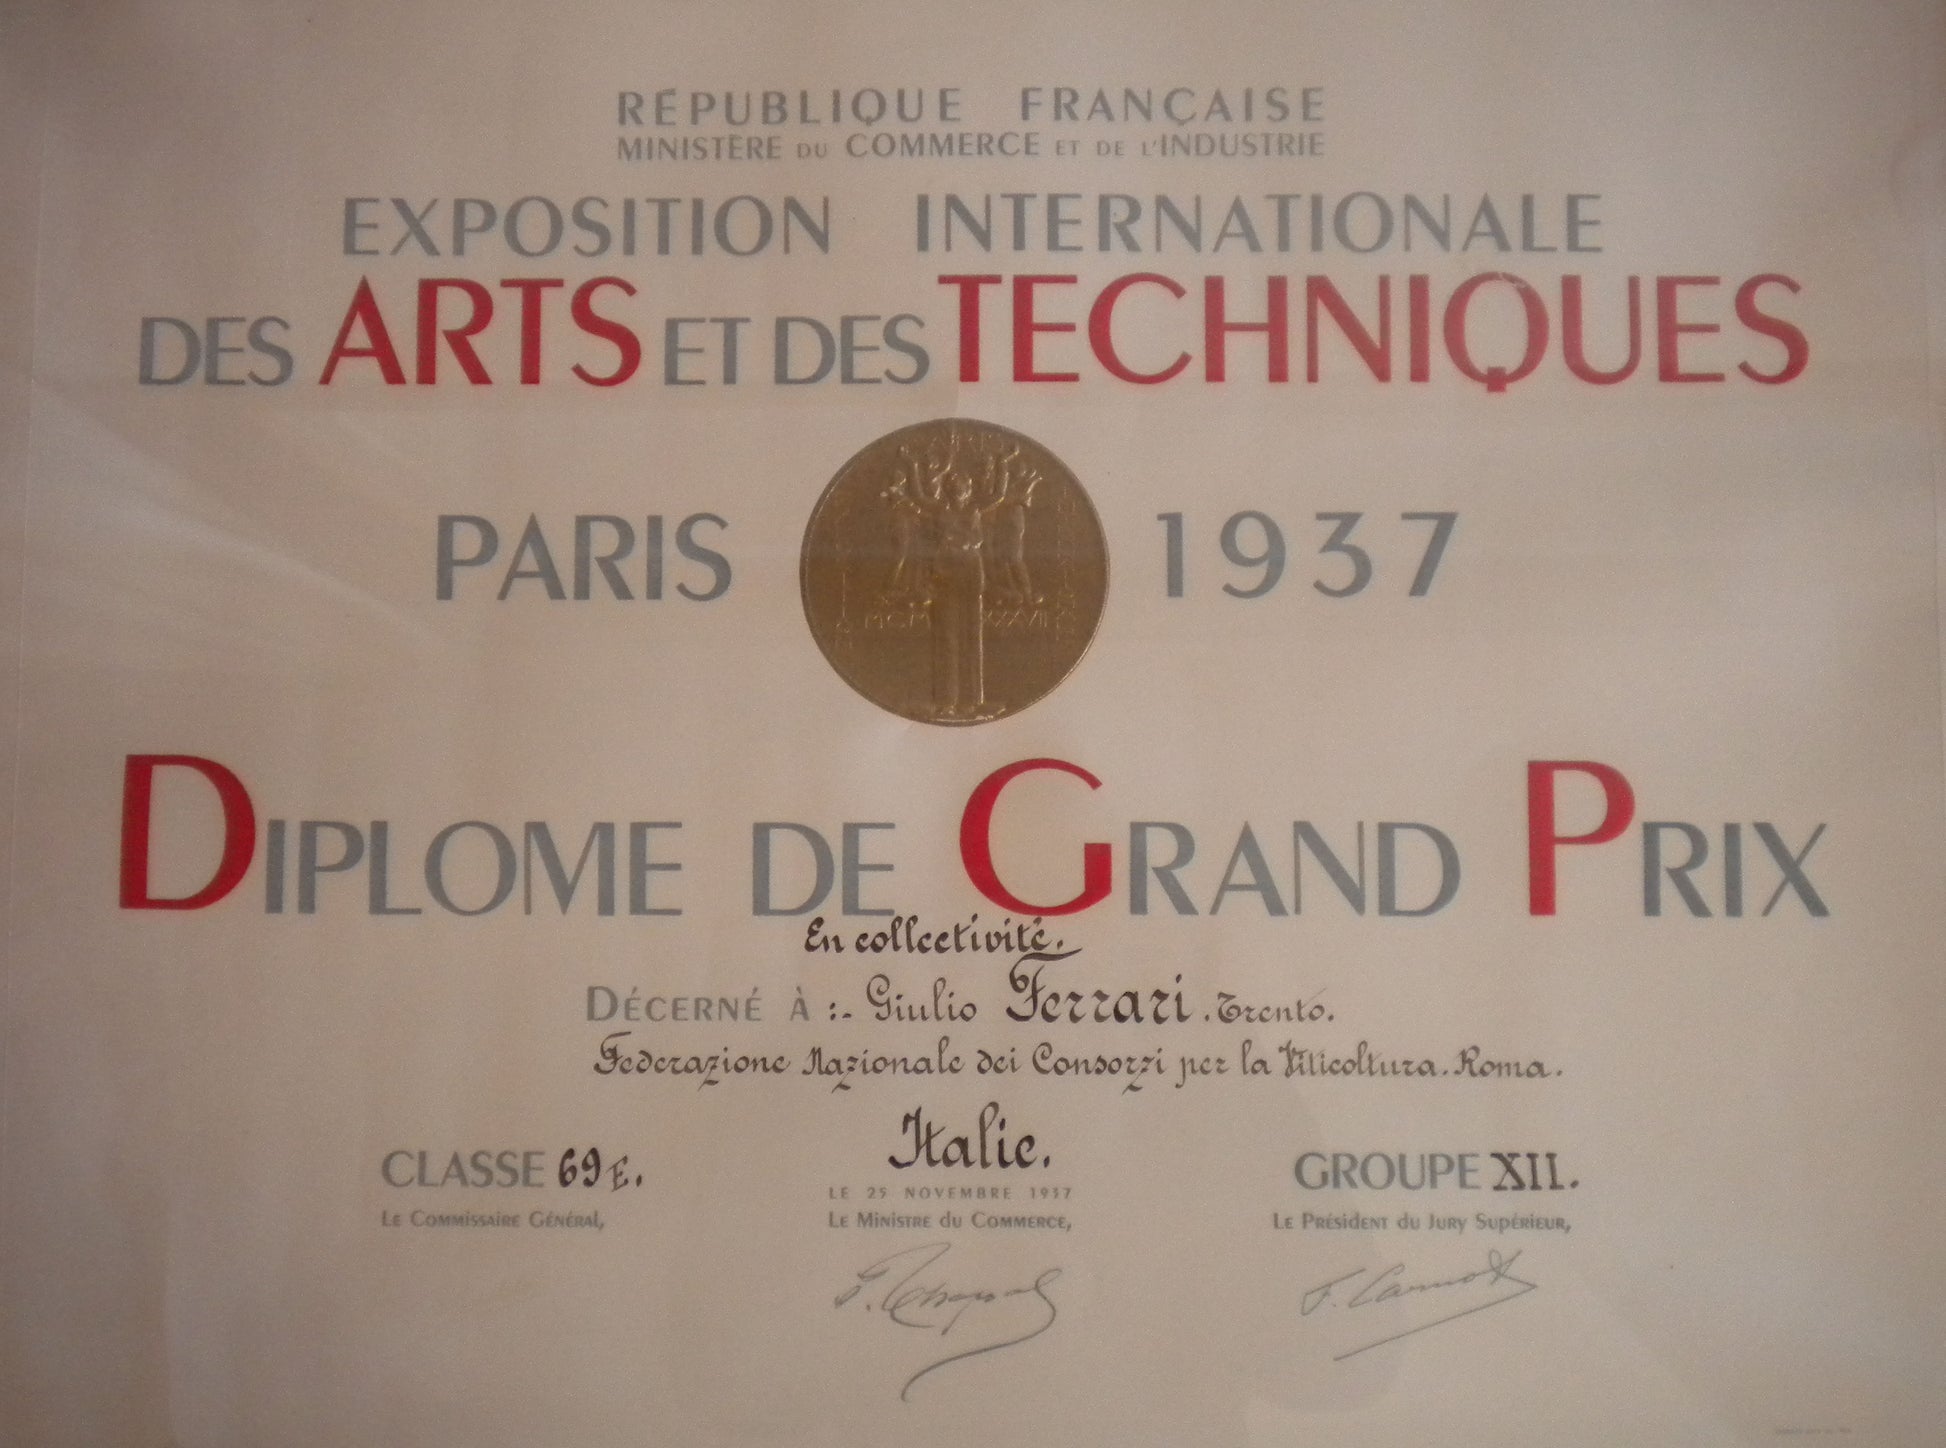 RÉPUBLIQUE FRANÇAISE
MINISTÈRE DU COMMERCE ET DE L'INDUSTRIE
EXPOSITION INTERNATIONALE
DES ARTS ET DES TECHNIQUES
PARIS 1937
MCM XXXVII
DIPLOME DE GRAND PRIX
En collectivité.
DÉCERNÉ À :- Giulio Ferrari. Trento.
Federazione Nazionale dei Consorzi per la Viticoltura. Roma.
Italie.
CLASSE 69 E. GROUPE XII.
LE 25 NOVEMBRE 1937
LE COMMISSAIRE GÉNÉRAL, LE MINISTRE DU COMMERCE, LE PRÉSIDENT DU JURY SUPÉRIEUR,
F. Carnot